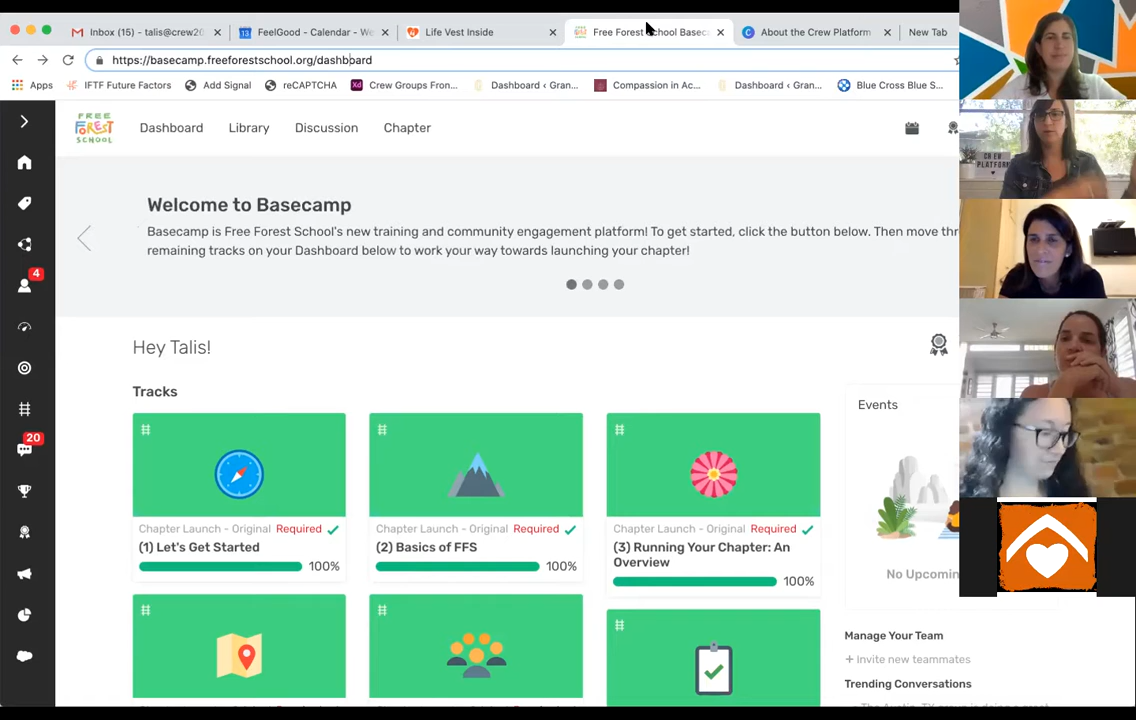 Inbox (15) - talis@crew20
FeelGood - Calendar - We
Life Vest Inside
Free Forest School Basec
About the Crew Platform
New Tab
https://basecamp.freeforestschool.org/dashboard
Apps
IFTF Future Factors
Add Signal
reCAPTCHA
Crew Groups Fron...
Dashboard ‹ Gran...
Compassion in Ac...
Dashboard ‹ Gran...
Blue Cross Blue S...
FREE
FOREST
SCHOOL
Dashboard
Library
Discussion
Chapter
CREW
PLATFORM
Welcome to Basecamp
Basecamp is Free Forest School's new training and community engagement platform! To get started, click the button below. Then move thr
remaining tracks on your Dashboard below to work your way towards launching your chapter!
4
20
Hey Talis!
Tracks
Events
Chapter Launch - Original Required
(1) Let's Get Started
100%
Chapter Launch - Original Required
(2) Basics of FFS
100%
Chapter Launch - Original Required
(3) Running Your Chapter: An
Overview
100%
No Upcomin
Manage Your Team
+ Invite new teammates
Trending Conversations